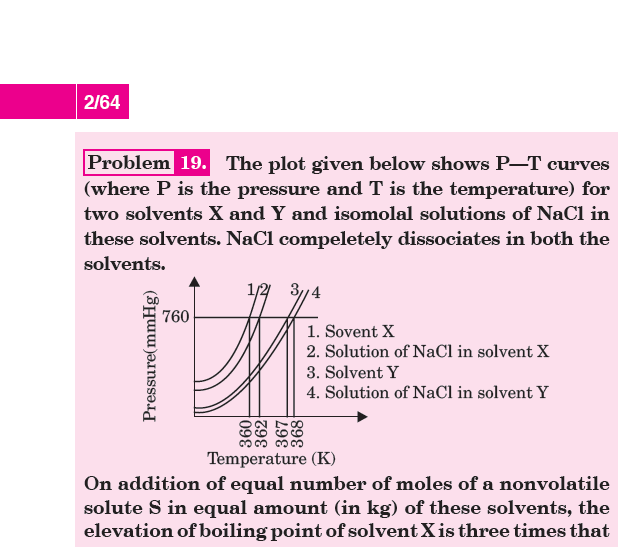 2/64
Problem 19. The plot given below shows P—T curves
(where P is the pressure and T is the temperature) for
two solvents X and Y and isomolal solutions of NaCl in
these solvents. NaCl compeletely dissociates in both the
solvents.
1 2 3 4
760
Pressure(mmHg)
1. Sovent X
2. Solution of NaCl in solvent X
3. Solvent Y
4. Solution of NaCl in solvent Y
360
362
367
368
Temperature (K)
On addition of equal number of moles of a nonvolatile
solute S in equal amount (in kg) of these solvents, the
elevation of boiling point of solvent X is three times that